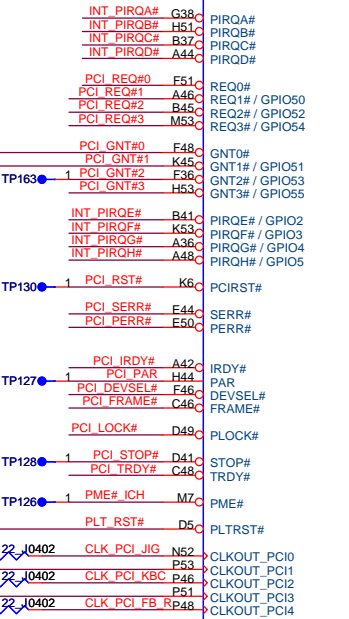 INT_PIRQA# G38 PIRQA#
INT_PIRQB# H51 PIRQB#
INT_PIRQC# B37 PIRQC#
INT_PIRQD# A44 PIRQD#
PCI_REQ#0 F51 REQ0#
PCI_REQ#1 A46 REQ1# / GPIO50
PCI_REQ#2 B45 REQ2# / GPIO52
PCI_REQ#3 M53 REQ3# / GPIO54
PCI_GNT#0 F48 GNT0#
PCI_GNT#1 K45 GNT1# / GPIO51
TP163 1 PCI_GNT#2 F36 GNT2# / GPIO53
PCI_GNT#3 H53 GNT3# / GPIO55
INT_PIRQE# B41 PIRQE# / GPIO2
INT_PIRQF# K53 PIRQF# / GPIO3
INT_PIRQG# A36 PIRQG# / GPIO4
INT_PIRQH# A48 PIRQH# / GPIO5
TP130 1 PCI_RST# K6 PCIRST#
PCI_SERR# E44 SERR#
PCI_PERR# E50 PERR#
PCI_IRDY# A42 IRDY#
TP127 1 PCI_PAR H44 PAR
PCI_DEVSEL# F46 DEVSEL#
PCI_FRAME# C46 FRAME#
PCI_LOCK# D49 PLOCK#
TP128 1 PCI_STOP# D41 STOP#
PCI_TRDY# C48 TRDY#
TP126 1 PME#_ICH M7 PME#
PLT_RST# D5 PLTRST#
22_J0402 CLK_PCI_JIG N52 CLKOUT_PCI0
P53 CLKOUT_PCI1
22_J0402 CLK_PCI_KBC P46 CLKOUT_PCI2
P51 CLKOUT_PCI3
22_J0402 CLK_PCI_FB_R P48 CLKOUT_PCI4